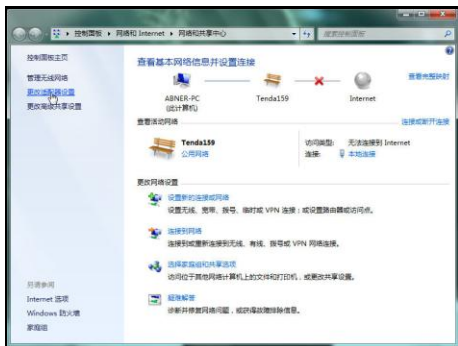 控制面板 ▸ 网络和 Internet ▸ 网络和共享中心
搜索控制面板
控制面板主页
管理无线网络
更改适配器设置
更改高级共享设置
查看基本网络信息并设置连接
查看完整映射
ABNER-PC
(此计算机)
Tenda159
Internet
查看活动网络
连接或断开连接
Tenda159
公用网络
访问类型: 无法连接到 Internet
连接: 本地连接
更改网络设置
设置新的连接或网络
设置无线、宽带、拨号、临时或 VPN 连接；或设置路由器或访问点。
连接到网络
连接到或重新连接到无线、有线、拨号或 VPN 网络连接。
选择家庭组和共享选项
访问位于其他网络计算机上的文件和打印机，或更改共享设置。
疑难解答
诊断并修复网络问题，或获得故障排除信息。
另请参阅
Internet 选项
Windows 防火墙
家庭组